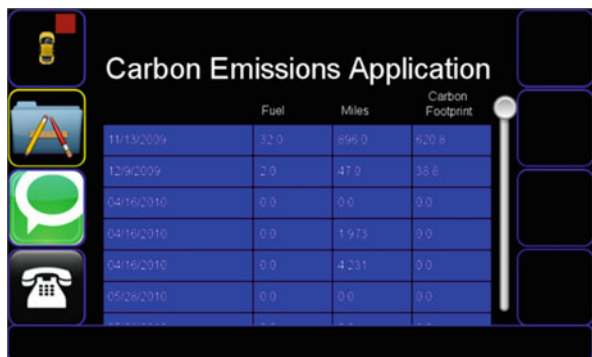 Carbon Emissions Application
Fuel Miles Carbon Footprint
11/13/2009 32.0 896.0 620.8
12/9/2009 2.0 47.0 38.8
04/16/2010 0.0 0.0 0.0
04/16/2010 0.0 1.973 0.0
04/16/2010 0.0 4.231 0.0
05/28/2010 0.0 0.0 0.0